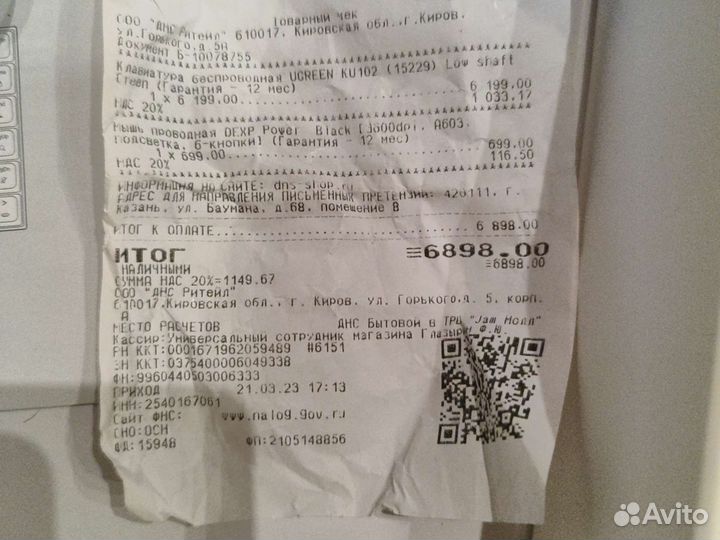 Товарный чек
ООО "ДНС Ритейл" 610017, Кировская обл.,г.Киров,
ул.Горького,д.5А
Документ Б-10078755
Клавиатура беспроводная UGREEN KU102 (15229) Low shaft
Green (Гарантия - 12 мес)
1 x 6 199.00 6 199.00
НДС 20% 1 033.17
Мышь проводная DEXP Power Black [3600dpi, A603,
подсветка, 6-кнопки] (Гарантия - 12 мес)
1 x 699.00 699.00
НДС 20% 116.50
ИНФОРМАЦИЯ НО САЙТЕ: dns-shop.ru
АДРЕС ДЛЯ НАПРАВЛЕНИЯ ПИСЬМЕННЫХ ПРЕТЕНЗИЙ: 420111, г.
Казань, ул. Баумана, д.68, помещение 8
ИТОГ К ОПЛАТЕ 6 898.00
ИТОГ ≡6898.00
НАЛИЧНЫМИ ≡6898.00
СУММА НДС 20%=1149.67
ООО "ДНС Ритейл"
610017,Кировская обл., г. Киров, ул. Горького,д. 5, корп.
А
МЕСТО РАСЧЕТОВ ДНС Бытовой в ТРЦ "Jam Молл"
Кассир:Универсальный сотрудник магазина Глазырин Ф.Ю.
РН ККТ:0001671962059489 #6151
ЗН ККТ:0375400006049338
ФН:9960440503006333
ПРИХОД 21.03.23 17:13
ИНН:2540167061
Сайт ФНС: www.nalog.gov.ru
СНО:ОСН
ФД:15948 ФП:2105148856
Avito